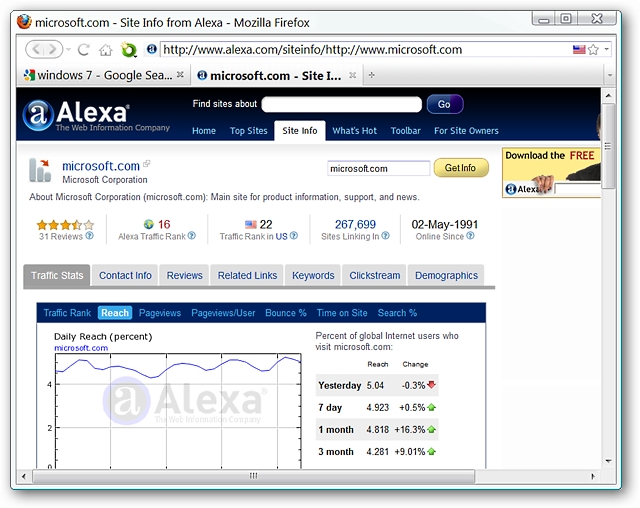 microsoft.com - Site Info from Alexa - Mozilla Firefox
http://www.alexa.com/siteinfo/http://www.microsoft.com
windows 7 - Google Sea... microsoft.com - Site I...
Alexa®
The Web Information Company
Find sites about Go
Home Top Sites Site Info What's Hot Toolbar For Site Owners
microsoft.com
Microsoft Corporation
microsoft.com Get Info
Download the FREE
Alexa
About Microsoft Corporation (microsoft.com): Main site for product information, support, and news.
31 Reviews ?
16
Alexa Traffic Rank ?
22
Traffic Rank in US ?
267,699
Sites Linking In ?
02-May-1991
Online Since ?
Traffic Stats Contact Info Reviews Related Links Keywords Clickstream Demographics
Traffic Rank Reach Pageviews Pageviews/User Bounce % Time on Site Search %
Daily Reach (percent)
microsoft.com
4
2
0
a Alexa®
The Web Information Company
Percent of global Internet users who
visit microsoft.com:
Reach Change
Yesterday 5.04 -0.3%
7 day 4.923 +0.5%
1 month 4.818 +16.3%
3 month 4.281 +9.01%